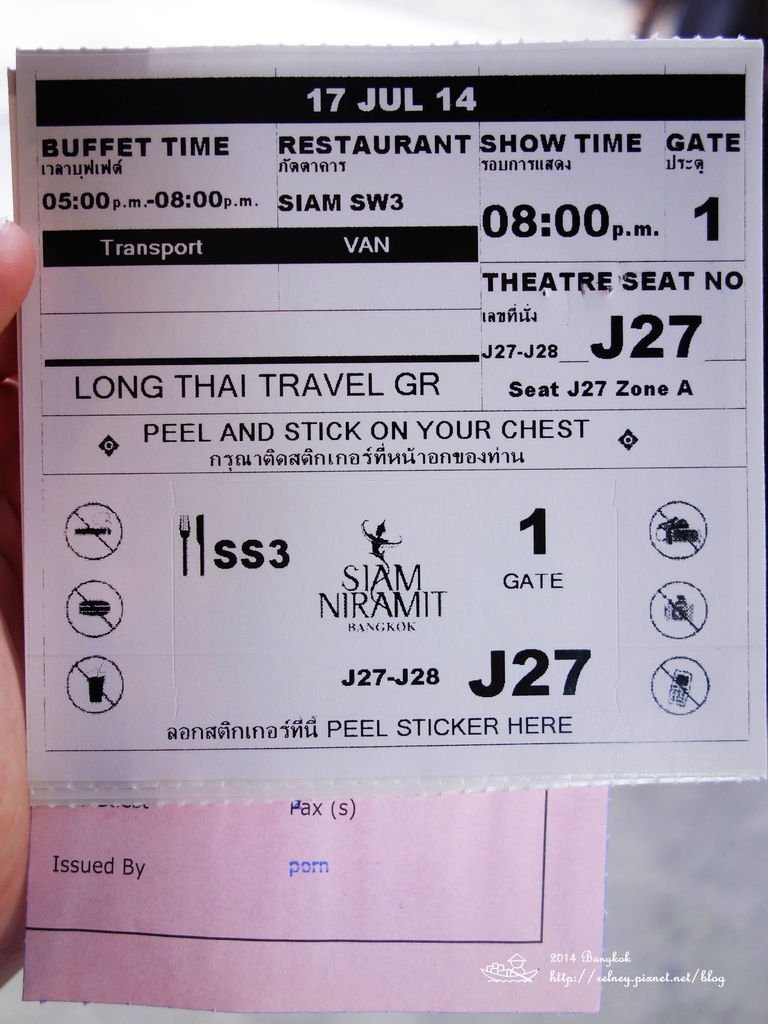 17 JUL 14
BUFFET TIME RESTAURANT SHOW TIME GATE
เวลาบุฟเฟ่ต์ ภัตตาคาร รอบการแสดง ประตู
05:00p.m.-08:00p.m. SIAM SW3 08:00p.m. 1
Transport VAN
THEATRE SEAT NO
เลขที่นั่ง
J27-J28 J27
LONG THAI TRAVEL GR Seat J27 Zone A
PEEL AND STICK ON YOUR CHEST
กรุณาติดสติกเกอร์ที่หน้าอกของท่าน
SS3 1
GATE
SIAM
NIRAMIT
BANGKOK
J27-J28 J27
ลอกสติกเกอร์ที่นี่ PEEL STICKER HERE
Pax (s)
Issued By porn
2014 Bangkok
http://celney.pixnet.net/blog